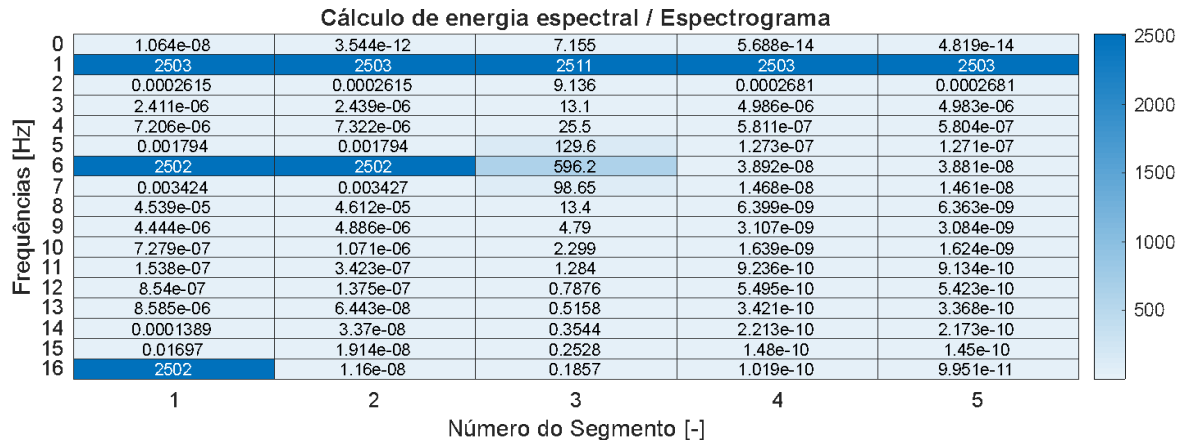 Cálculo de energia espectral / Espectrograma
0 1.064e-08 3.544e-12 7.155 5.688e-14 4.819e-14
1 2503 2503 2511 2503 2503
2 0.0002615 0.0002615 9.136 0.0002681 0.0002681
3 2.411e-06 2.439e-06 13.1 4.986e-06 4.983e-06
4 7.206e-06 7.322e-06 25.5 5.811e-07 5.804e-07
5 0.001794 0.001794 129.6 1.273e-07 1.271e-07
6 2502 2502 596.2 3.892e-08 3.881e-08
7 0.003424 0.003427 98.65 1.468e-08 1.461e-08
8 4.539e-05 4.612e-05 13.4 6.399e-09 6.363e-09
9 4.444e-06 4.886e-06 4.79 3.107e-09 3.084e-09
10 7.279e-07 1.071e-06 2.299 1.639e-09 1.624e-09
11 1.538e-07 3.423e-07 1.284 9.236e-10 9.134e-10
12 8.54e-07 1.375e-07 0.7876 5.495e-10 5.423e-10
13 8.585e-06 6.443e-08 0.5158 3.421e-10 3.368e-10
14 0.0001389 3.37e-08 0.3544 2.213e-10 2.173e-10
15 0.01697 1.914e-08 0.2528 1.48e-10 1.45e-10
16 2502 1.16e-08 0.1857 1.019e-10 9.951e-11
1 2 3 4 5
Número do Segmento [-]
Frequências [Hz]
2500
2000
1500
1000
500